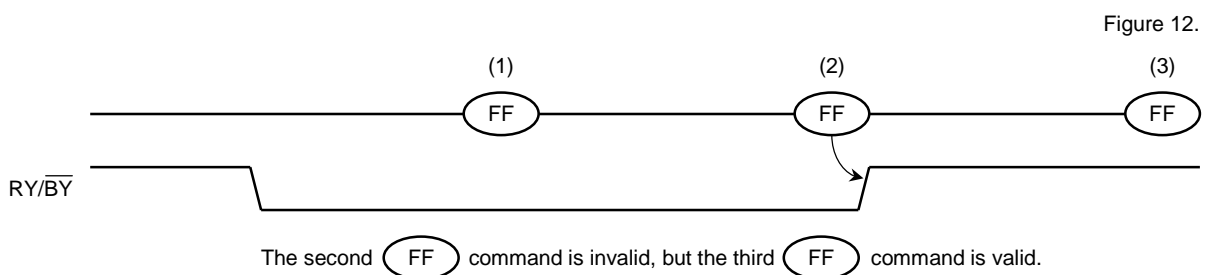 Figure 12.
(1) (2) (3)
FF FF FF
RY/B̅Y̅
The second FF command is invalid, but the third FF command is valid.